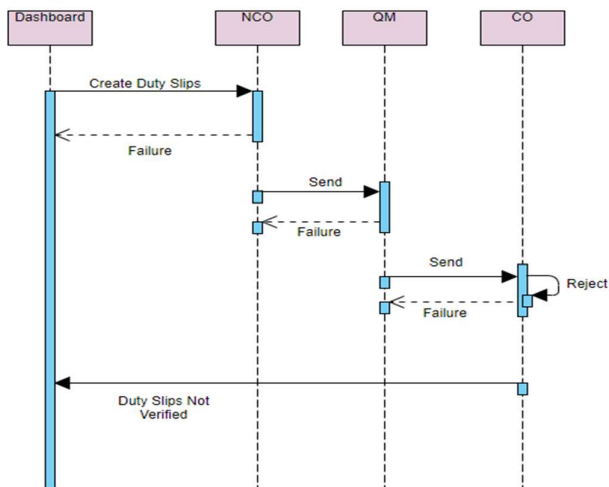 Dashboard
NCO
QM
CO
Create Duty Slips
Failure
Send
Failure
Send
Reject
Failure
Duty Slips Not
Verified